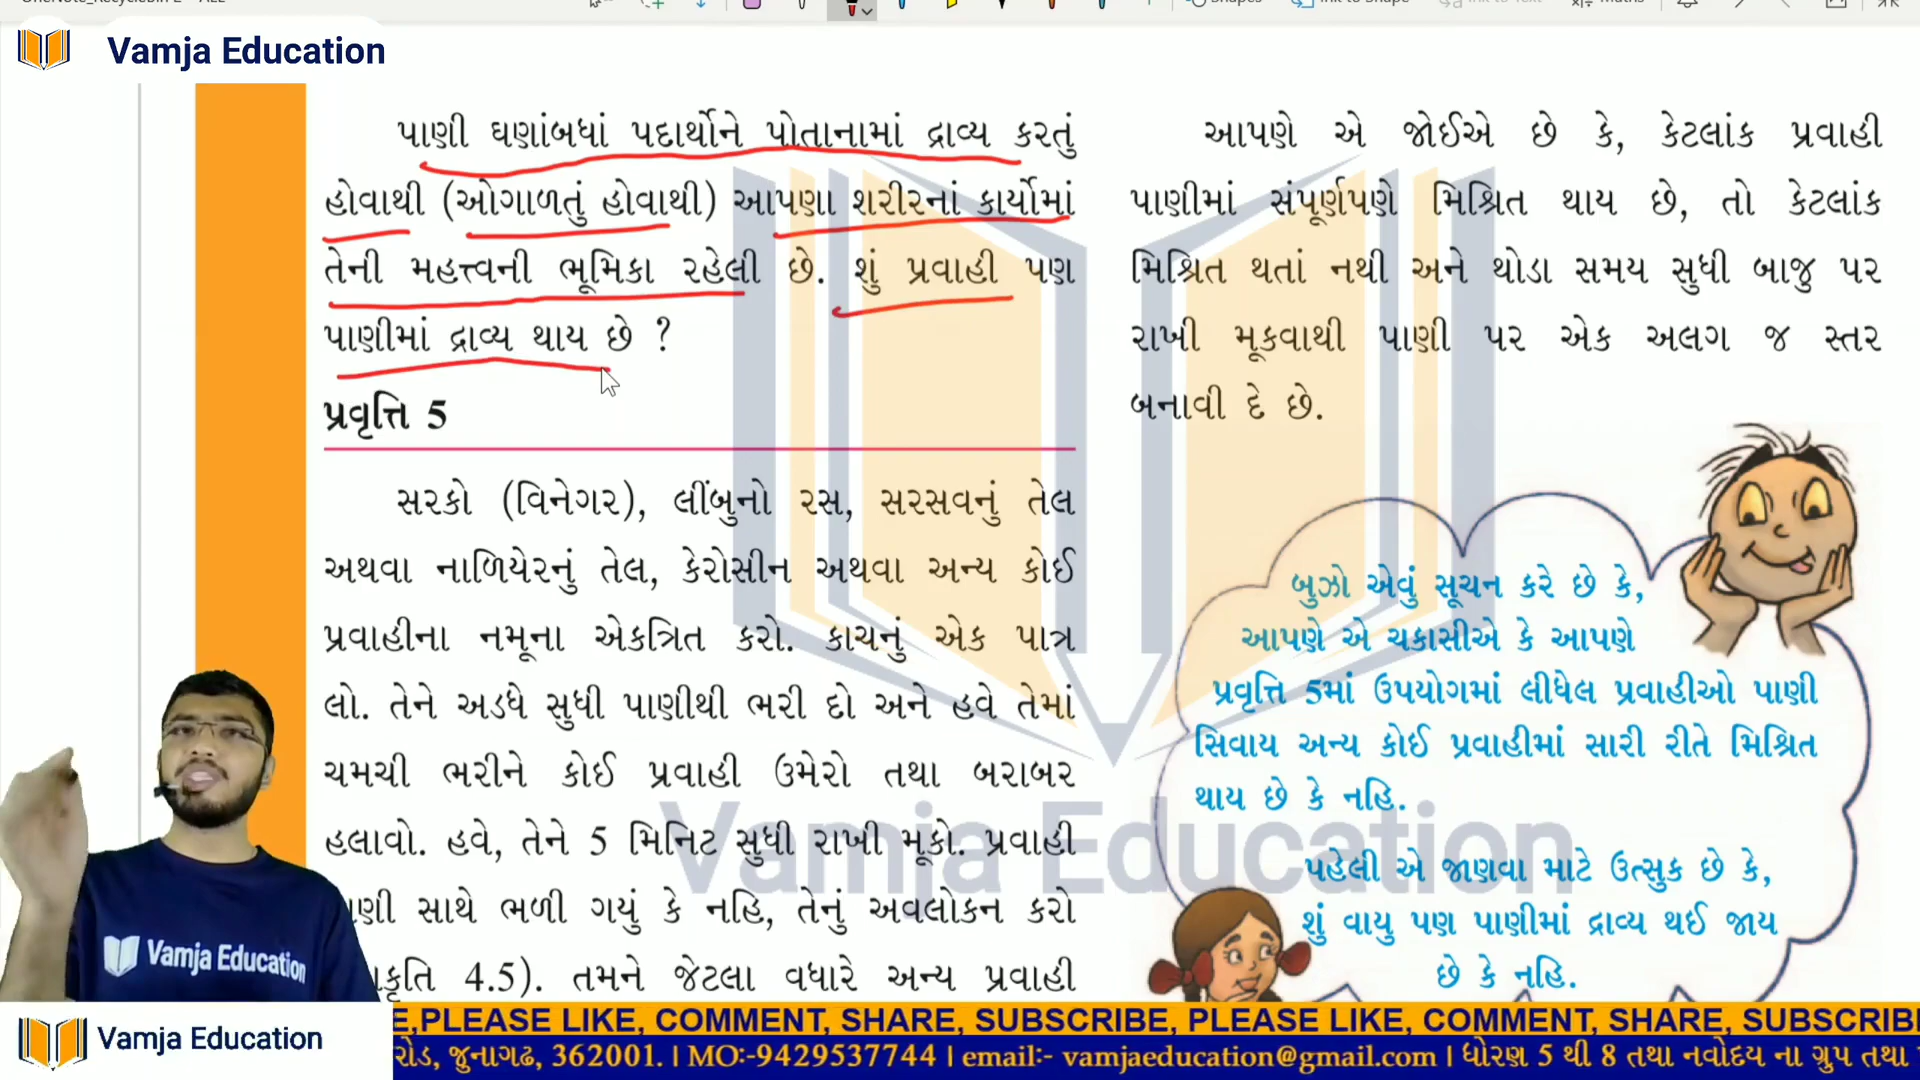 Vamja Education
પાણી ઘણાંબધાં પદાર્થોને પોતાનામાં દ્રાવ્ય કરતું
હોવાથી (ઓગાળતું હોવાથી) આપણા શરીરનાં કાર્યોમાં
તેની મહત્ત્વની ભૂમિકા રહેલી છે. શું પ્રવાહી પણ
પાણીમાં દ્રાવ્ય થાય છે ?
પ્રવૃત્તિ 5
સરકો (વિનેગર), લીંબુનો રસ, સરસવનું તેલ
અથવા નાળિયેરનું તેલ, કેરોસીન અથવા અન્ય કોઈ
પ્રવાહીના નમૂના એકત્રિત કરો. કાચનું એક પાત્ર
લો. તેને અડધે સુધી પાણીથી ભરી દો અને હવે તેમાં
ચમચી ભરીને કોઈ પ્રવાહી ઉમેરો તથા બરાબર
હલાવો. હવે, તેને 5 મિનિટ સુધી રાખી મૂકો. પ્રવાહી
સાથે ભળી ગયું કે નહિ, તેનું અવલોકન કરો
4.5). તમને જેટલા વધારે અન્ય પ્રવાહી
આપણે એ જોઈએ છે કે, કેટલાંક પ્રવાહી
પાણીમાં સંપૂર્ણપણે મિશ્રિત થાય છે, તો કેટલાંક
મિશ્રિત થતાં નથી અને થોડા સમય સુધી બાજુ પર
રાખી મૂકવાથી પાણી પર એક અલગ જ સ્તર
બનાવી દે છે.
બુઝો એવું સૂચન કરે છે કે,
આપણે એ ચકાસીએ કે આપણે
પ્રવૃત્તિ 5માં ઉપયોગમાં લીધેલ પ્રવાહીઓ પાણી
સિવાય અન્ય કોઈ પ્રવાહીમાં સારી રીતે મિશ્રિત
થાય છે કે નહિ.
પહેલી એ જાણવા માટે ઉત્સુક છે કે,
શું વાયુ પણ પાણીમાં દ્રાવ્ય થઈ જાય
છે કે નહિ.
Vamja Education
Vamja Education
Vamja Education
E,PLEASE LIKE, COMMENT, SHARE, SUBSCRIBE, PLEASE LIKE, COMMENT, SHARE, SUBSCRIB
રોડ, જુનાગઢ, 362001. | MO:-9429537744 | email:- vamjaeducation@gmail.com | ધોરણ 5 થી 8 તથા નવોદય ના ગ્રુપ તથા